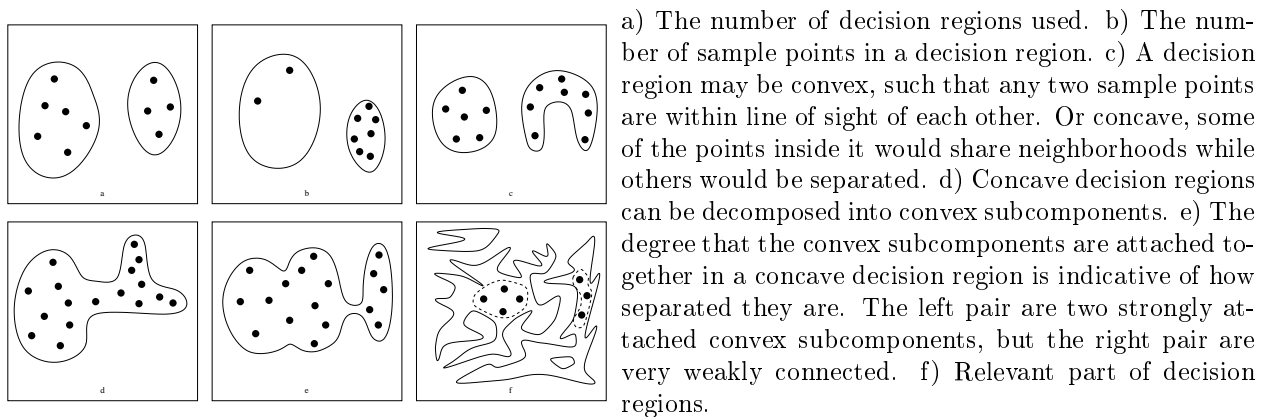 a
b
c
d
e
f
a) The number of decision regions used. b) The num-
ber of sample points in a decision region. c) A decision
region may be convex, such that any two sample points
are within line of sight of each other. Or concave, some
of the points inside it would share neighborhoods while
others would be separated. d) Concave decision regions
can be decomposed into convex subcomponents. e) The
degree that the convex subcomponents are attached to-
gether in a concave decision region is indicative of how
separated they are. The left pair are two strongly at-
tached convex subcomponents, but the right pair are
very weakly connected. f) Relevant part of decision
regions.